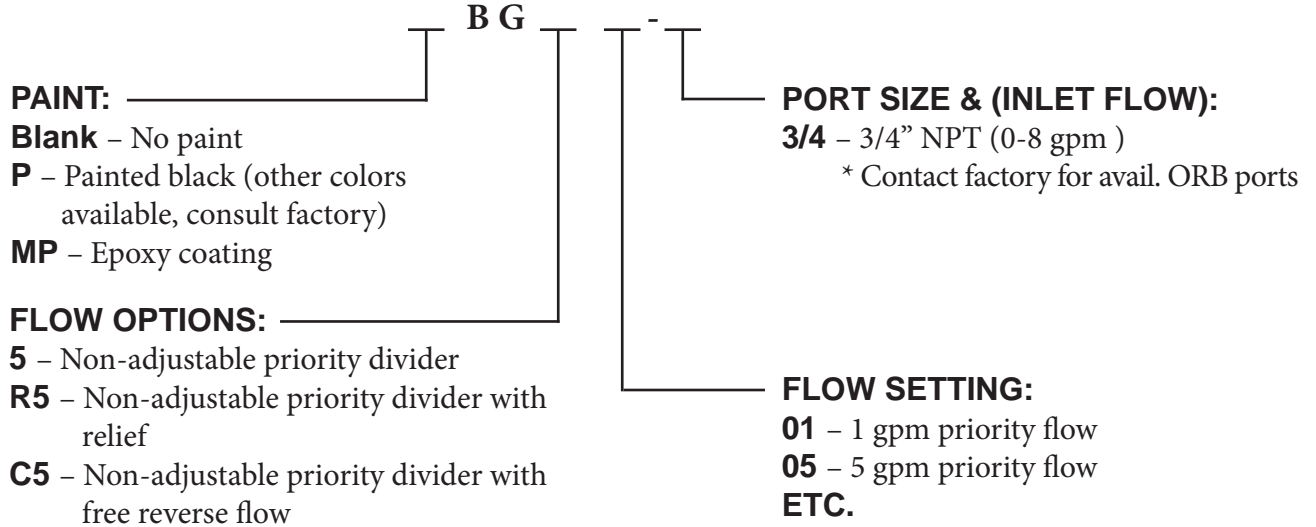 B G -
PAINT:
Blank – No paint
P – Painted black (other colors
available, consult factory)
MP – Epoxy coating
FLOW OPTIONS:
5 – Non-adjustable priority divider
R5 – Non-adjustable priority divider with
relief
C5 – Non-adjustable priority divider with
free reverse flow
PORT SIZE & (INLET FLOW):
3/4 – 3/4” NPT (0-8 gpm )
* Contact factory for avail. ORB ports
FLOW SETTING:
01 – 1 gpm priority flow
05 – 5 gpm priority flow
ETC.